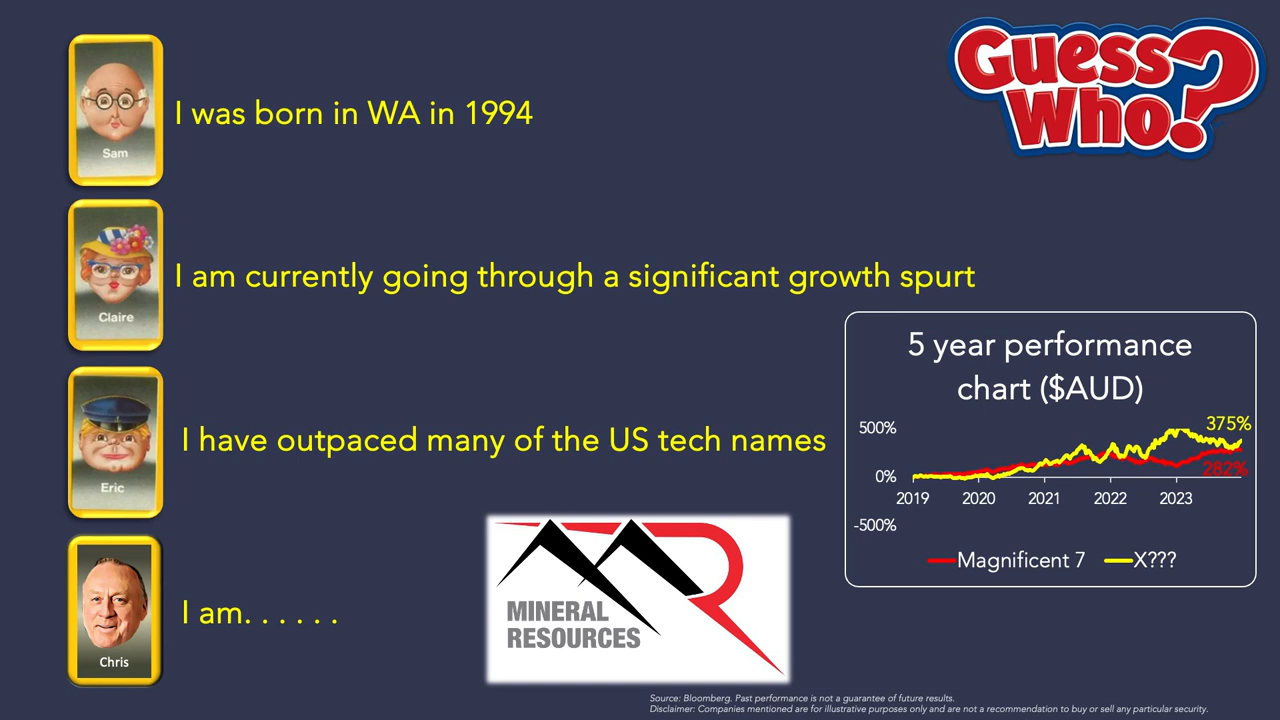 Guess
Who?
Sam
I was born in WA in 1994
Claire
I am currently going through a significant growth spurt
Eric
I have outpaced many of the US tech names
5 year performance
chart ($AUD)
500%
375%
0%
282%
2019 2020 2021 2022 2023
-500%
Magnificent 7 X???
Chris
I am. . . . . .
MINERAL
RESOURCES
Source: Bloomberg. Past performance is not a guarantee of future results.
Disclaimer: Companies mentioned are for illustrative purposes only and are not a recommendation to buy or sell any particular security.